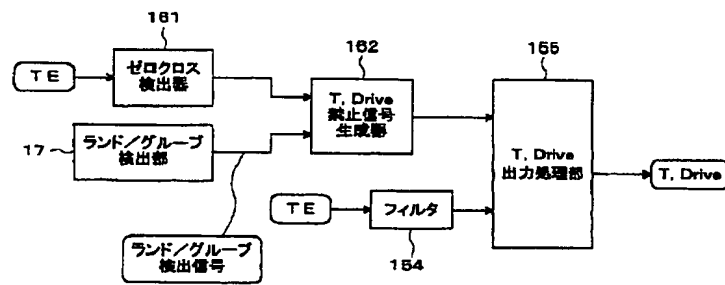 161
TE
ゼロクロス
検出器
162
T, Drive
禁止信号
生成器
155
T, Drive
出力処理部
T, Drive
17
ランド/グループ
検出部
TE
フィルタ
154
ランド/グループ
検出信号